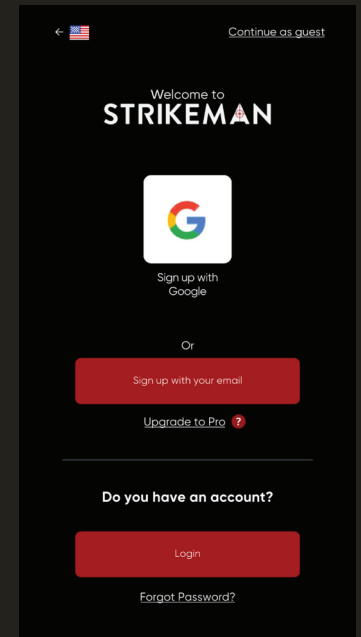 Continue as guest
Welcome to
STRIKEMAN
Sign up with
Google
Or
Sign up with your email
Upgrade to Pro ?
Do you have an account?
Login
Forgot Password?